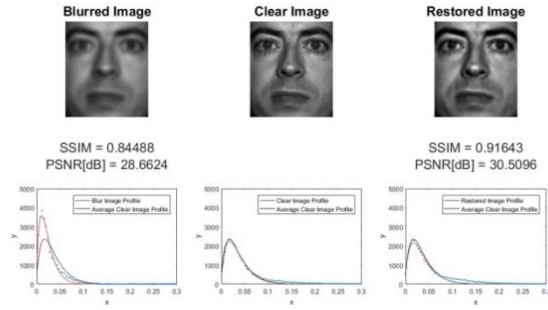 Blurred Image
Clear Image
Restored Image
SSIM = 0.84488
PSNR[dB] = 28.6624
SSIM = 0.91643
PSNR[dB] = 30.5096
5000
4000
3000
2000
1000
0
y
0 0.05 0.1 0.15 0.2 0.25 0.3
x
Blur Image Profile
Average Clear Image Profile
5000
4000
3000
2000
1000
0
y
0 0.05 0.1 0.15 0.2 0.25 0.3
x
Clear Image Profile
Average Clear Image Profile
5000
4000
3000
2000
1000
0
y
0 0.05 0.1 0.15 0.2 0.25 0.3
x
Restored Image Profile
Average Clear Image Profile